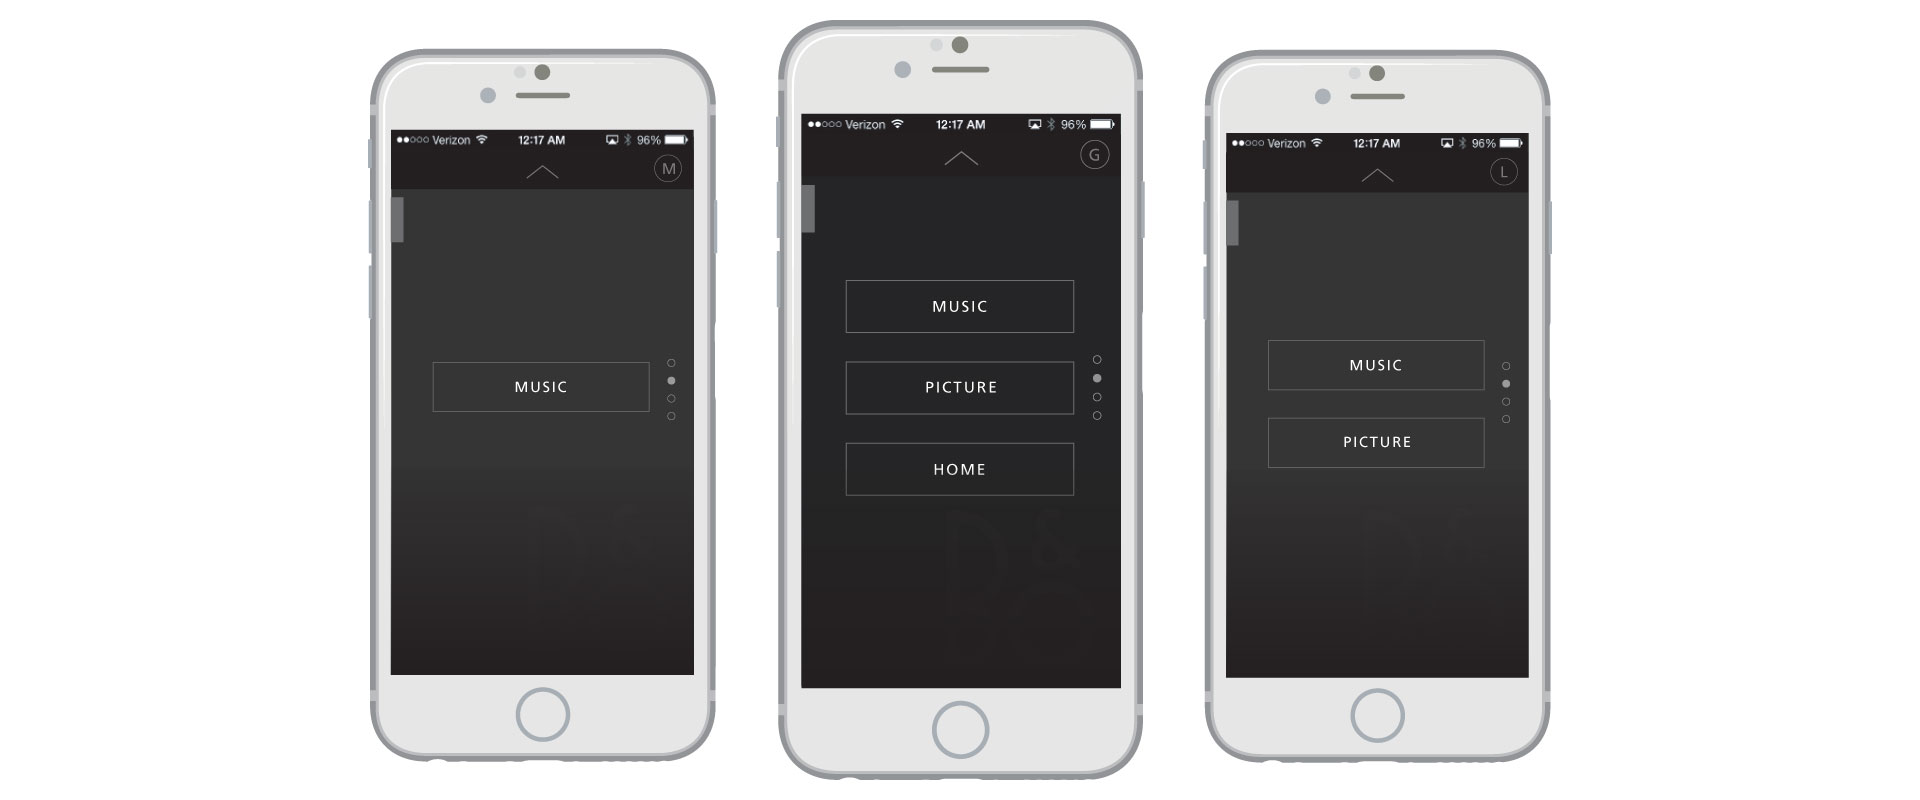 Verizon 12:17 AM 96%
M
MUSIC
Verizon 12:17 AM 96%
G
MUSIC
PICTURE
HOME
B&
O
Verizon 12:17 AM 96%
L
MUSIC
PICTURE